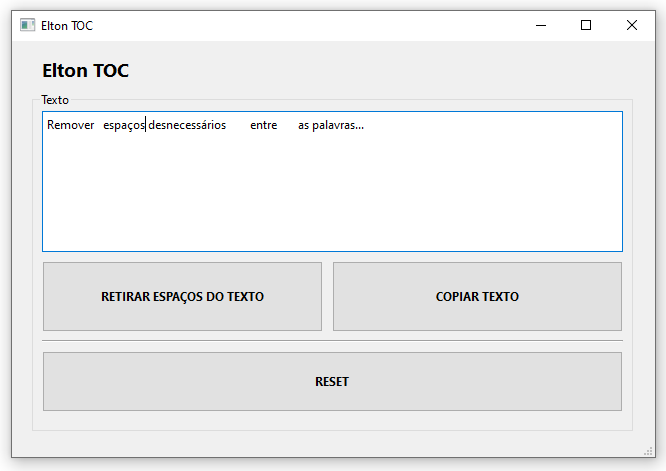 Elton TOC
Elton TOC
Texto
Remover   espaços desnecessários       entre      as palavras...
RETIRAR ESPAÇOS DO TEXTO
COPIAR TEXTO
RESET